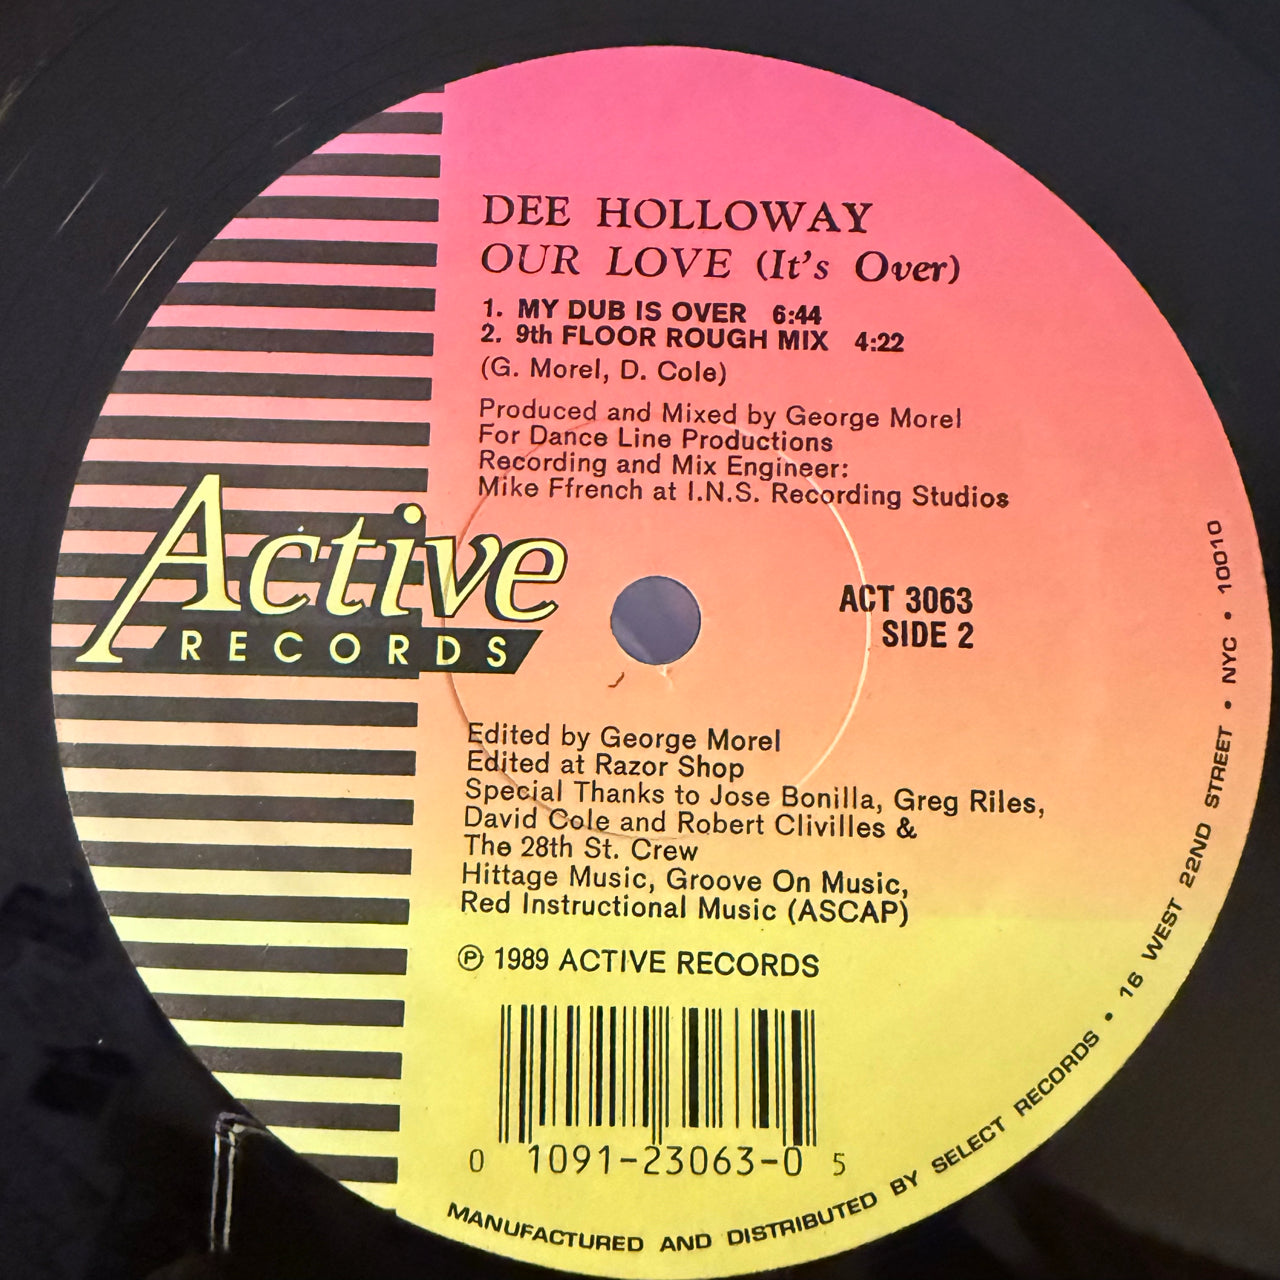 DEE HOLLOWAY
OUR LOVE (It's Over)
1. MY DUB IS OVER 6:44
2. 9th FLOOR ROUGH MIX 4:22
(G. Morel, D. Cole)
Produced and Mixed by George Morel
For Dance Line Productions
Recording and Mix Engineer:
Mike Ffrench at I.N.S. Recording Studios
Active
RECORDS
ACT 3063
SIDE 2
Edited by George Morel
Edited at Razor Shop
Special Thanks to Jose Bonilla, Greg Riles,
David Cole and Robert Clivilles &
The 28th St. Crew
Hittage Music, Groove On Music,
Red Instructional Music (ASCAP)
℗ 1989 ACTIVE RECORDS
0 1091-23063-0 5
MANUFACTURED AND DISTRIBUTED BY SELECT RECORDS • 16 WEST 22ND STREET • NYC • 10010